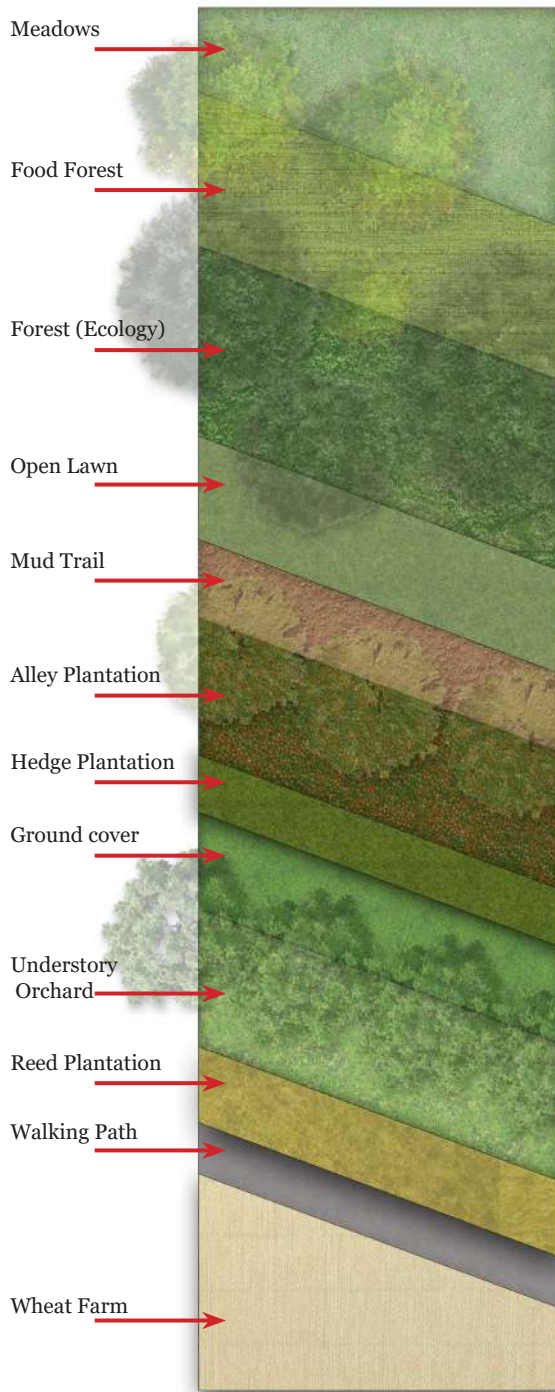 Meadows
Food Forest
Forest (Ecology)
Open Lawn
Mud Trail
Alley Plantation
Hedge Plantation
Ground cover
Understory
Orchard
Reed Plantation
Walking Path
Wheat Farm